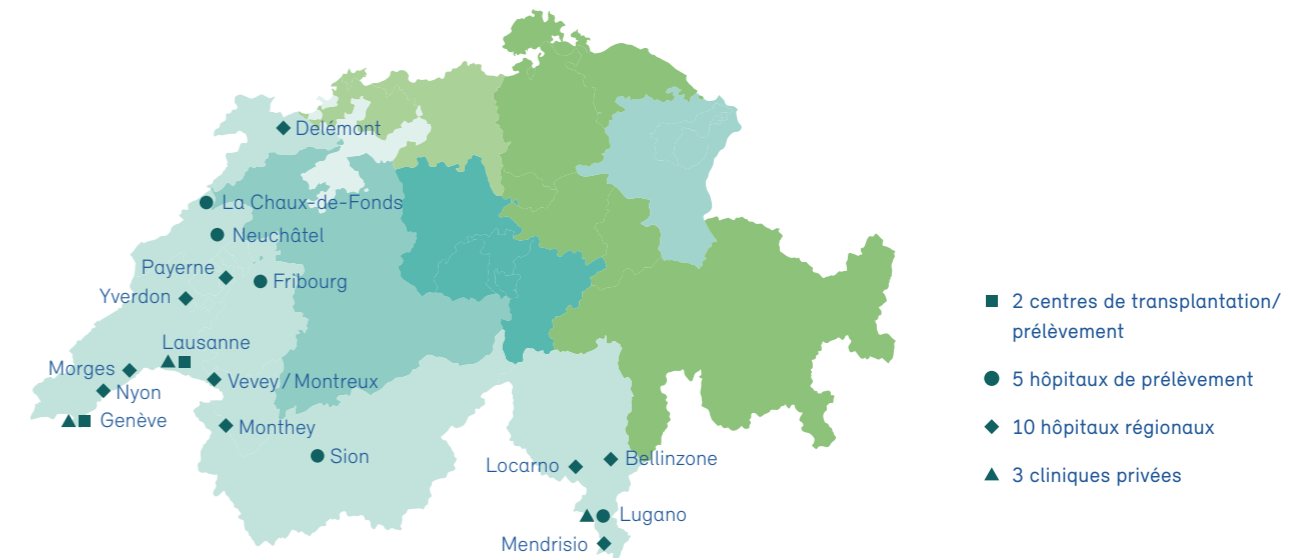 Delémont
La Chaux-de-Fonds
Neuchâtel
Payerne
Fribourg
Yverdon
Lausanne
Morges
Vevey / Montreux
Nyon
Genève
Monthey
Sion
Locarno
Bellinzone
Lugano
Mendrisio
2 centres de transplantation/
prélèvement
5 hôpitaux de prélèvement
10 hôpitaux régionaux
3 cliniques privées